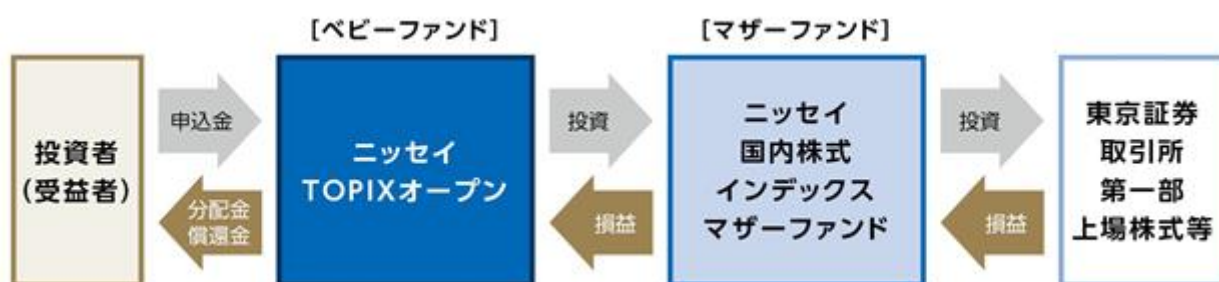 [ベビーファンド]
[マザーファンド]
投資者
(受益者)
申込金
分配金
償還金
ニッセイ
TOPIXオープン
投資
損益
ニッセイ
国内株式
インデックス
マザーファンド
投資
損益
東京証券
取引所
第一部
上場株式等